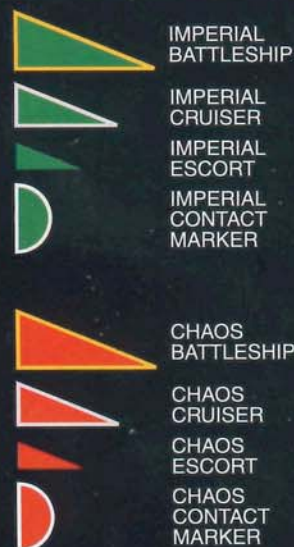 IMPERIAL
BATTLESHIP
IMPERIAL
CRUISER
IMPERIAL
ESCORT
IMPERIAL
CONTACT
MARKER
CHAOS
BATTLESHIP
CHAOS
CRUISER
CHAOS
ESCORT
CHAOS
CONTACT
MARKER